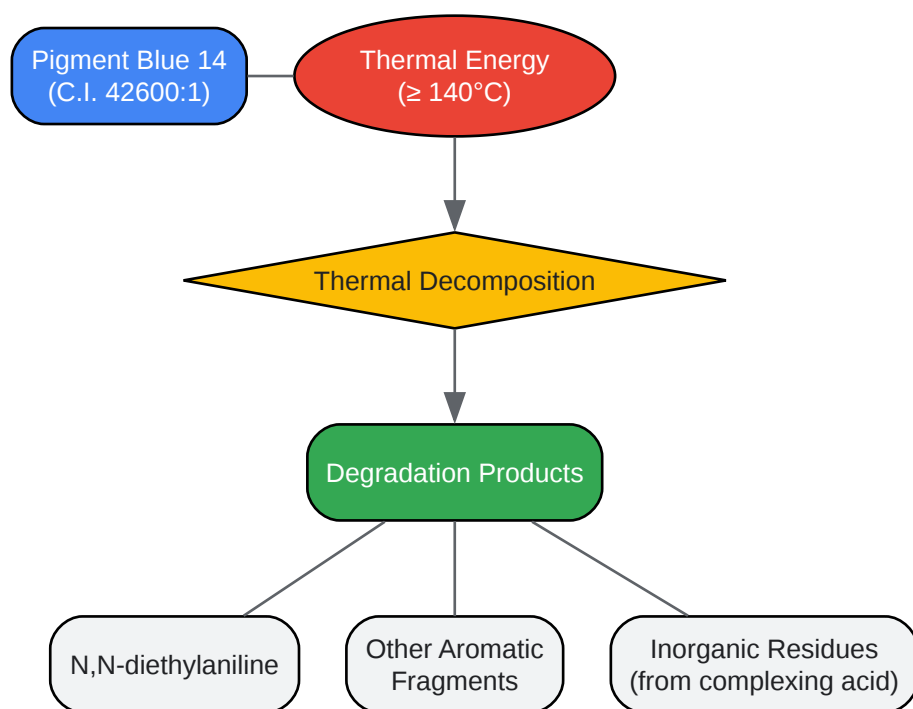 Pigment Blue 14
(C.I. 42600:1)
Thermal Energy
(≥ 140°C)
Thermal Decomposition
Degradation Products
N,N-diethylaniline
Other Aromatic
Fragments
Inorganic Residues
(from complexing acid)